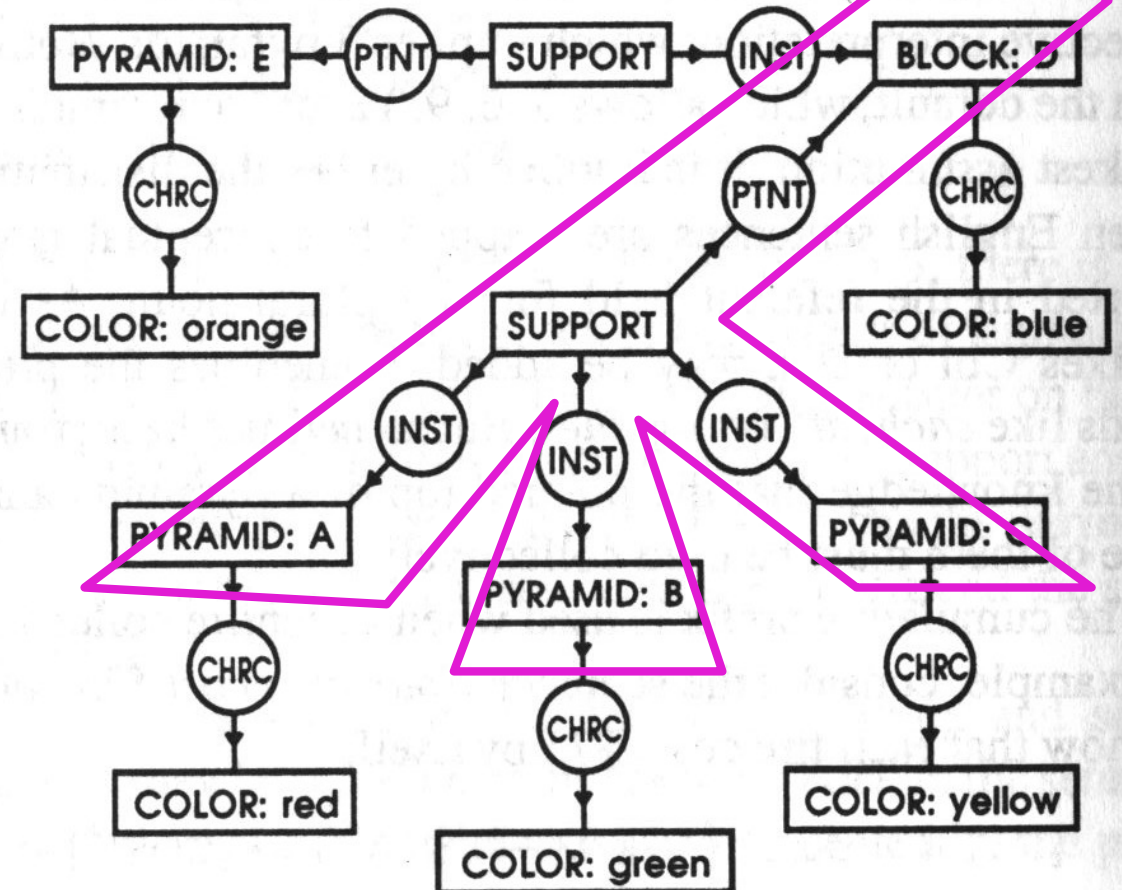 PYRAMID: E
PTNT
SUPPORT
INST
BLOCK: D
CHRC
PTNT
CHRC
COLOR: orange
SUPPORT
COLOR: blue
INST
INST
INST
PYRAMID: A
PYRAMID: B
PYRAMID: C
CHRC
CHRC
CHRC
COLOR: red
COLOR: green
COLOR: yellow